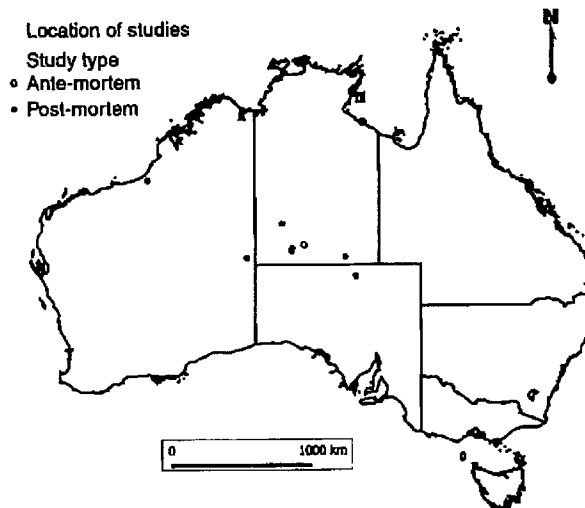 Location of studies
N
Study type
Ante-mortem
Post-mortem
0 1000 km